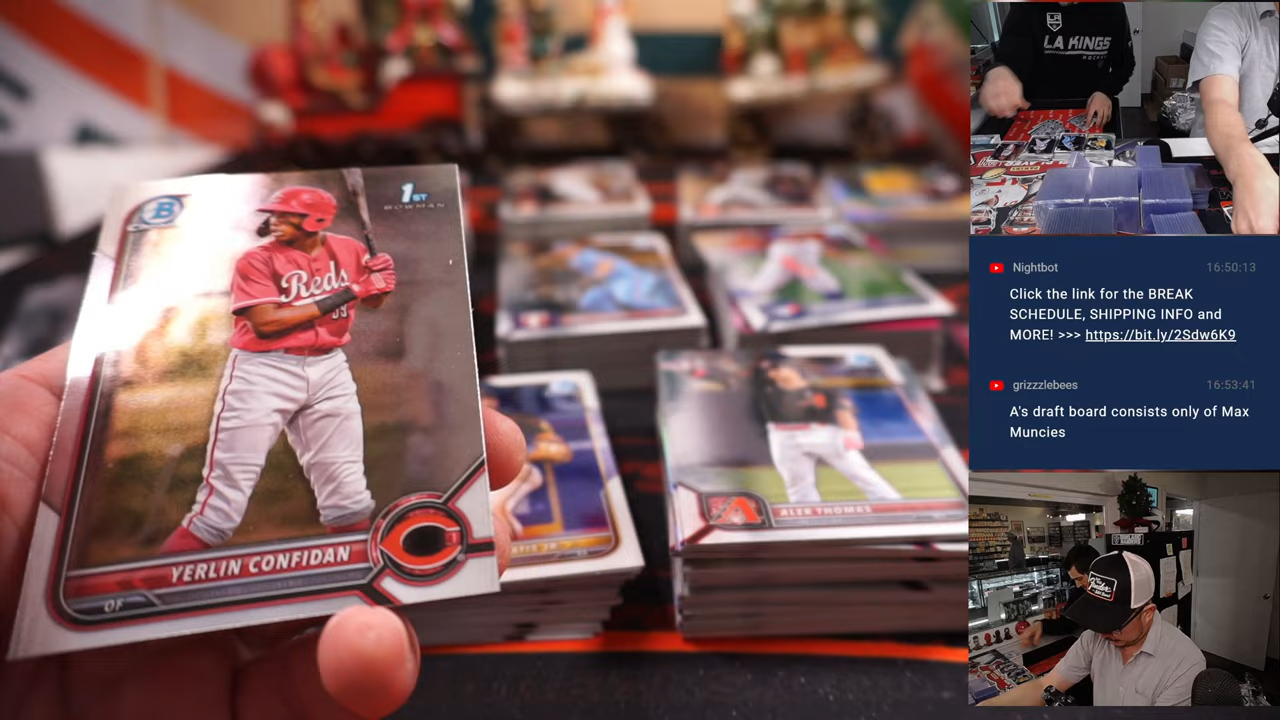 B
1ST
BOWMAN
Reds
YERLIN CONFIDAN
OF
ALEK THOMAS
LA KINGS
HOCKEY
Nightbot 16:50:13
Click the link for the BREAK
SCHEDULE, SHIPPING INFO and
MORE! >>> https://bit.ly/2Sdw6K9
grizzzlebees 16:53:41
A's draft board consists only of Max
Muncies